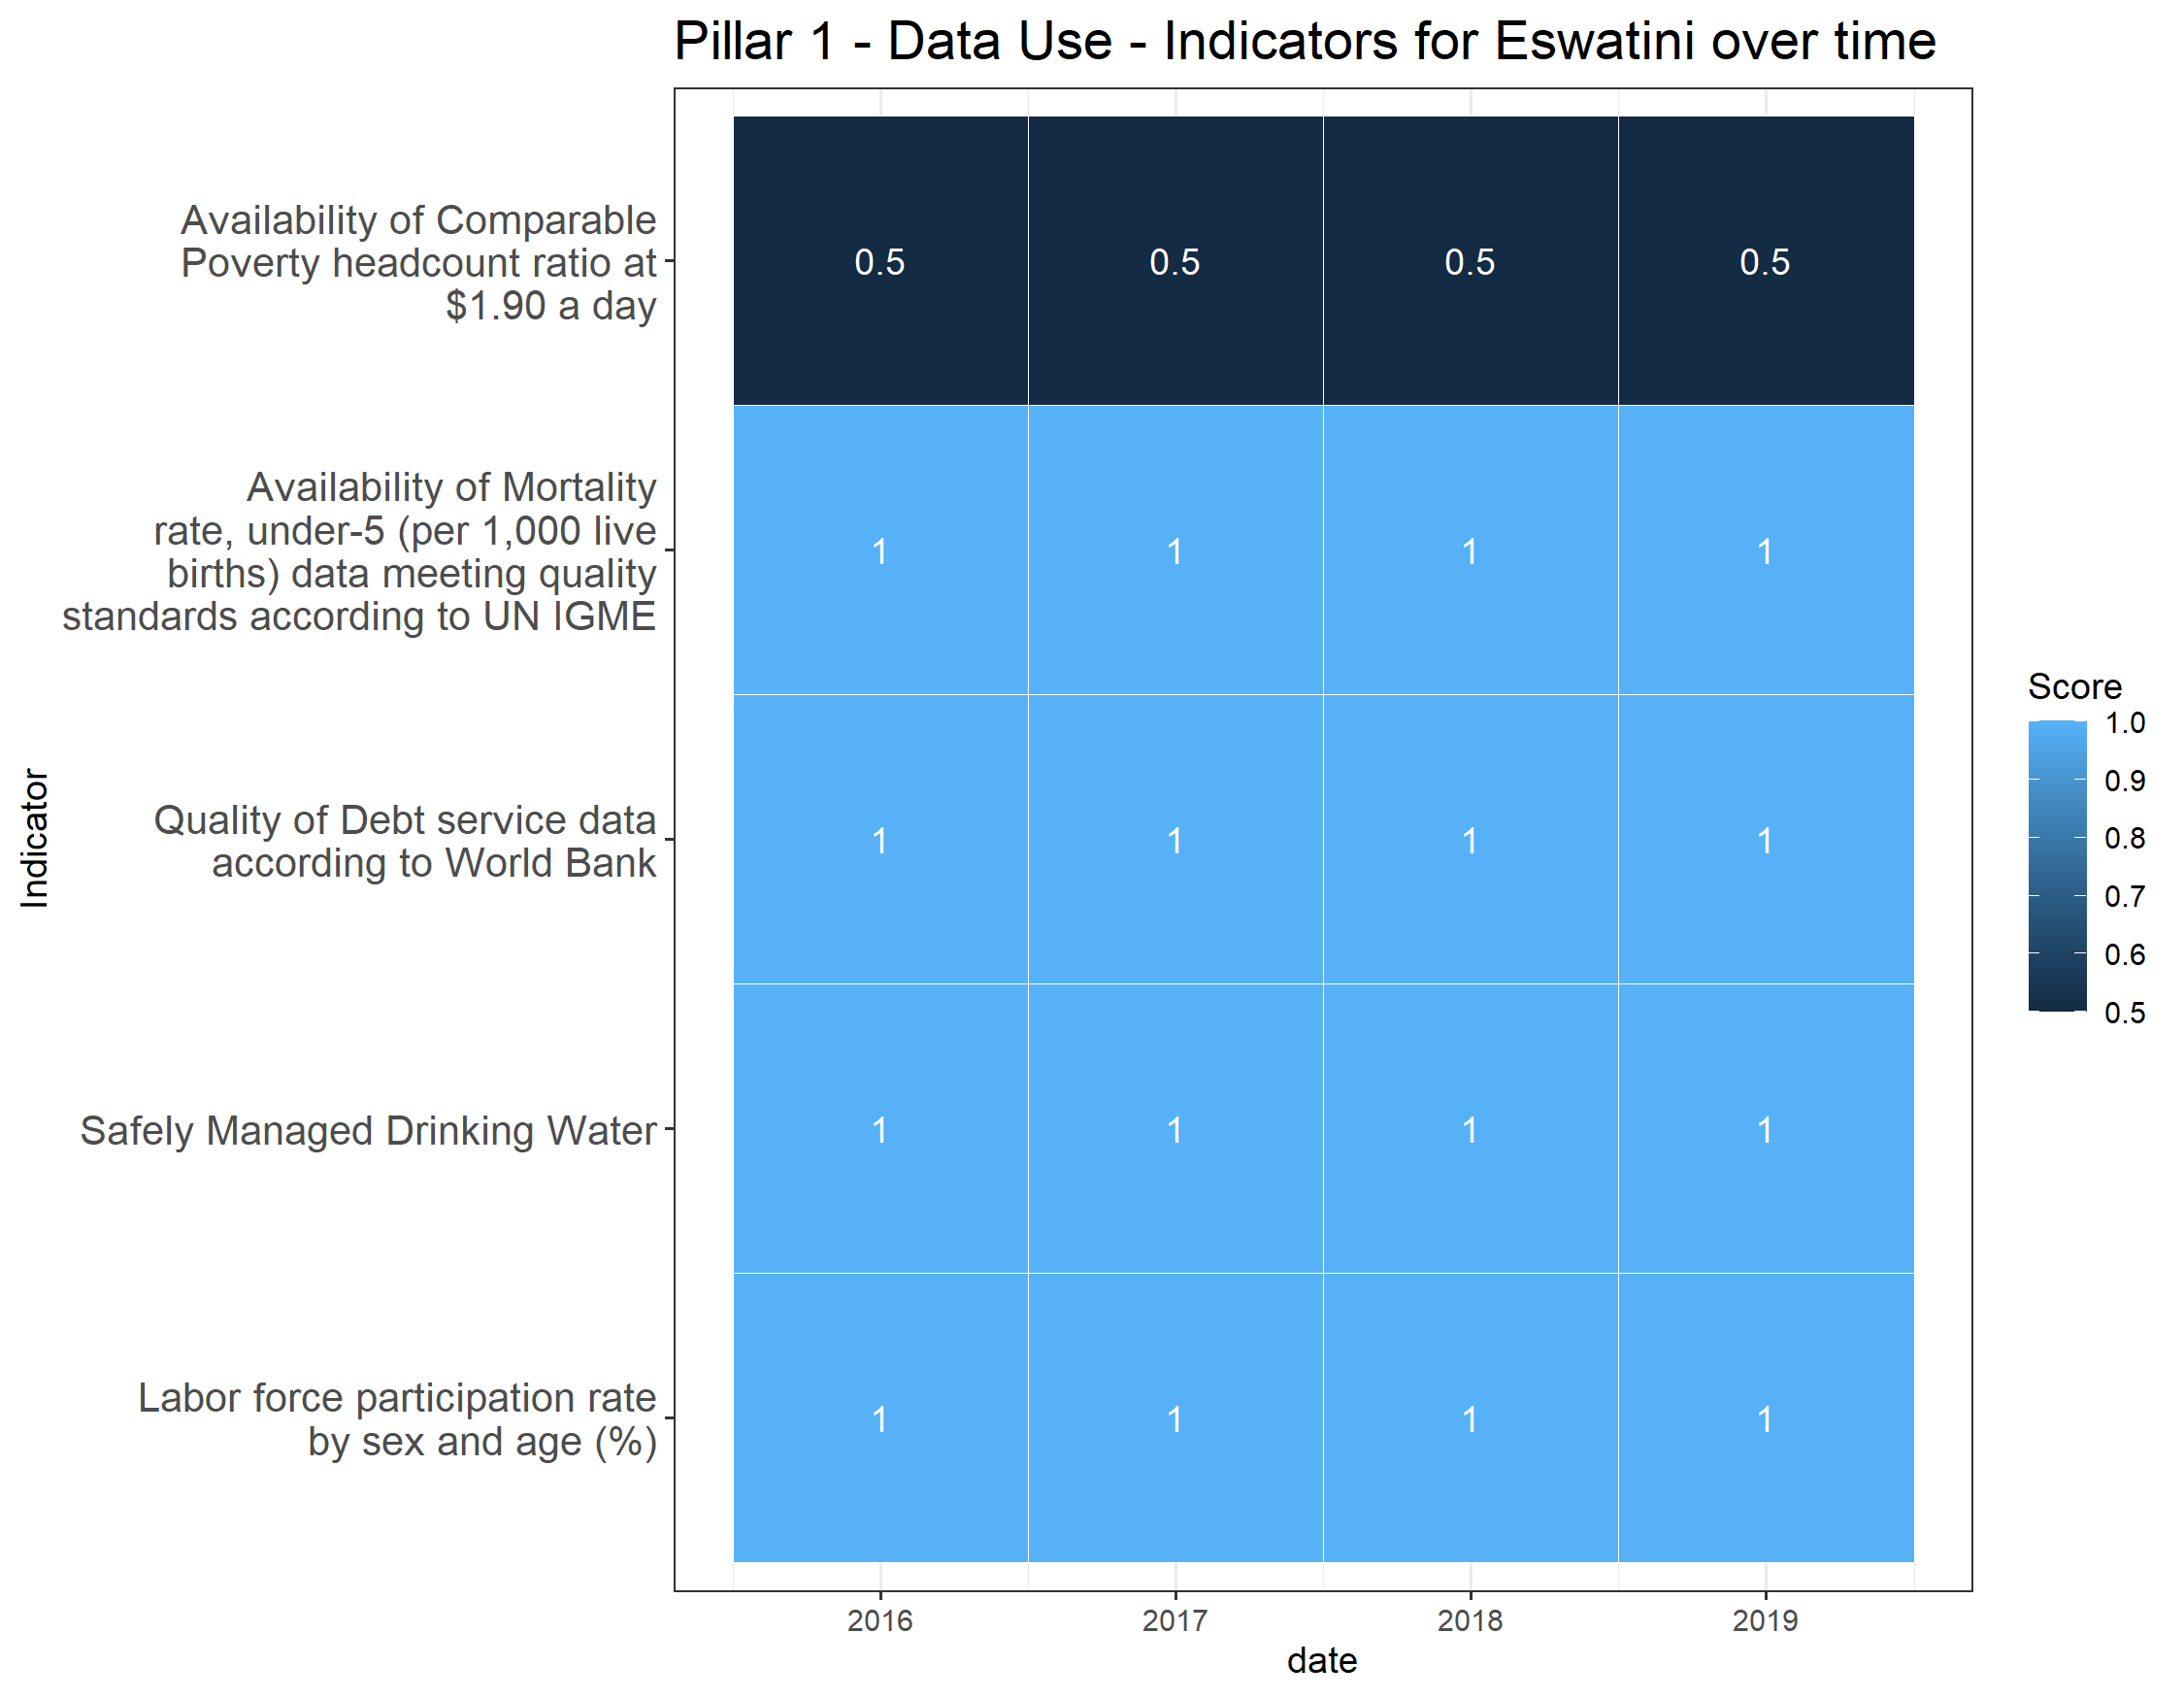 Pillar 1 - Data Use - Indicators for Eswatini over time
Indicator
Availability of Comparable
Poverty headcount ratio at
$1.90 a day
0.5 0.5 0.5 0.5
Availability of Mortality
rate, under-5 (per 1,000 live
births) data meeting quality
standards according to UN IGME
1 1 1 1
Quality of Debt service data
according to World Bank
1 1 1 1
Safely Managed Drinking Water
1 1 1 1
Labor force participation rate
by sex and age (%)
1 1 1 1
2016 2017 2018 2019
date
Score
1.0
0.9
0.8
0.7
0.6
0.5